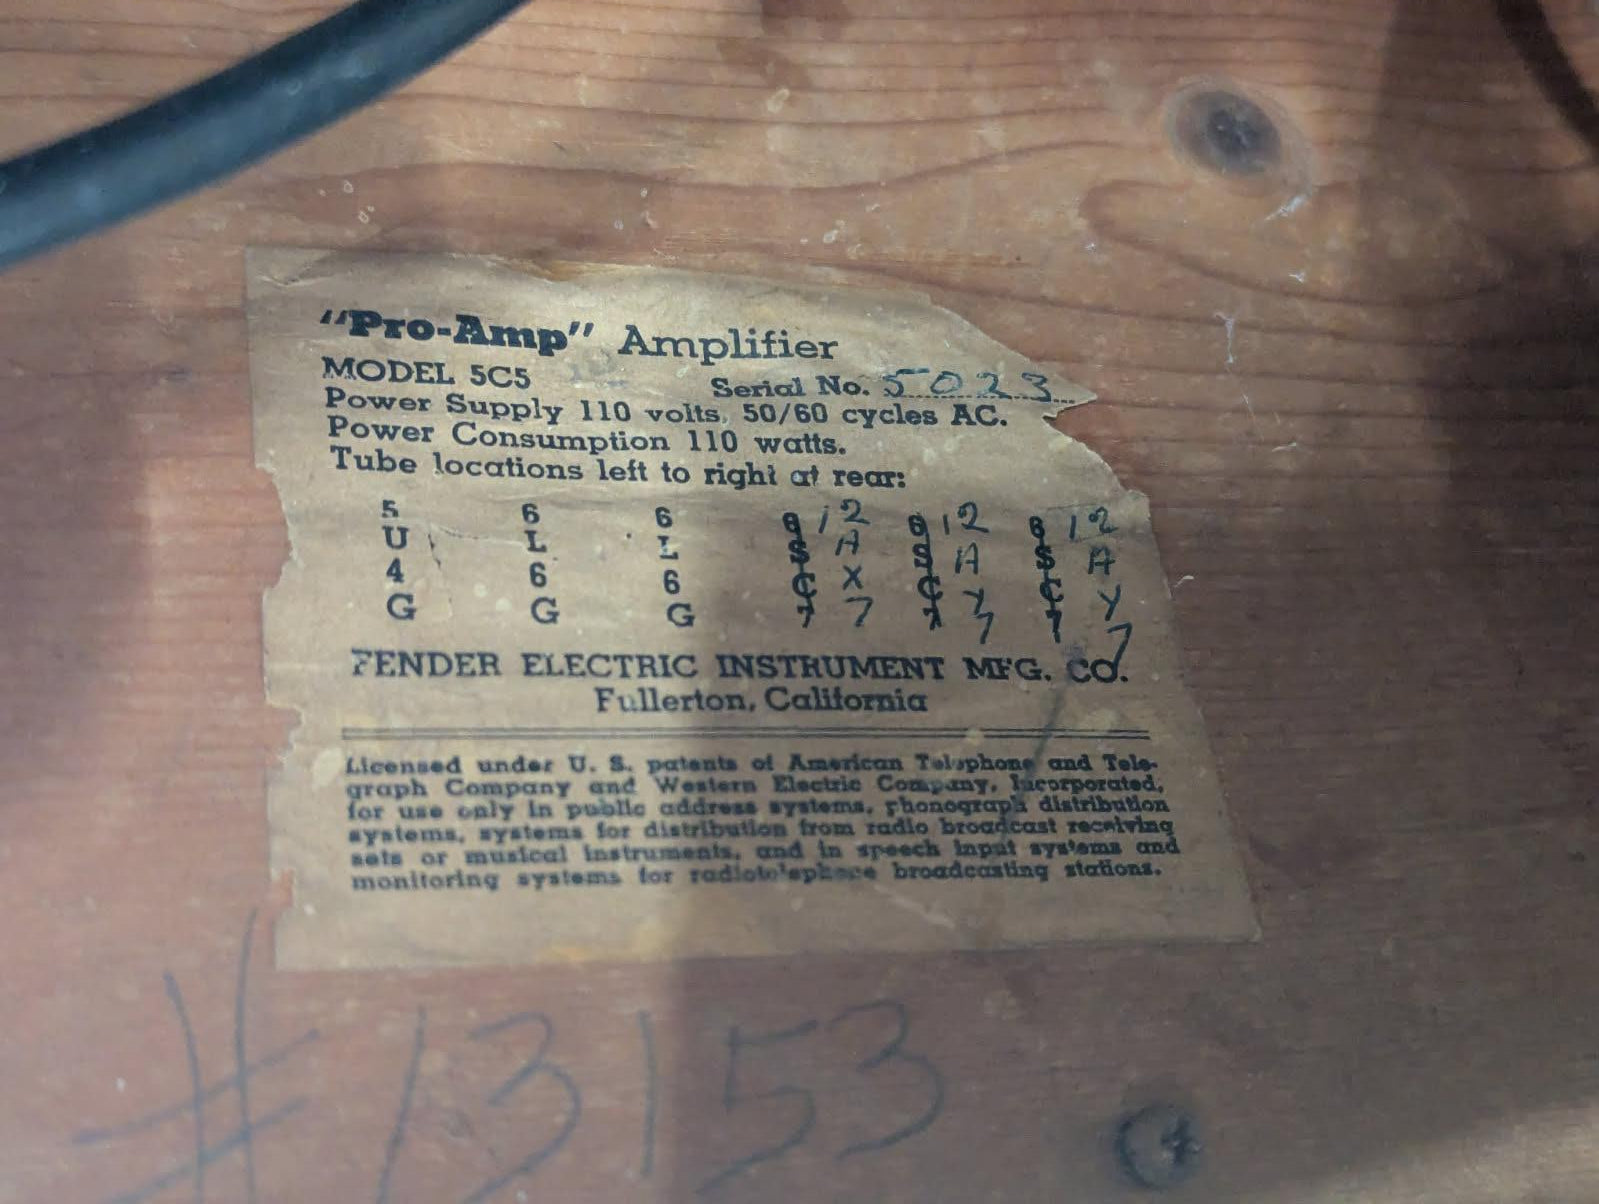 "Pro-Amp" Amplifier
MODEL 5C5 Serial No. 5023
Power Supply 110 volts, 50/60 cycles AC.
Power Consumption 110 watts.
Tube locations left to right at rear:
5 6 6 6 12 6 12 6 12
U L L S A S A S A
4 6 6 C X C Y C Y
G G G 7 7 7 7 7 7
FENDER ELECTRIC INSTRUMENT MFG. CO.
Fullerton, California
Licensed under U. S. patents of American Telephone and Tele-
graph Company and Western Electric Company, Incorporated,
for use only in public address systems, phonograph distribution
systems, systems for distribution from radio broadcast receiving
sets or musical instruments, and in speech input systems and
monitoring systems for radiotelephone broadcasting stations.
#13153